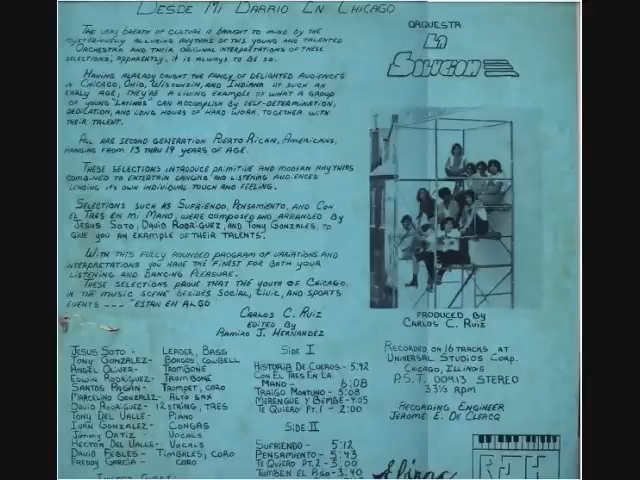 DESDE MI BARRIO EN CHICAGO
THE VERY BREATH OF CULTURE IS BROUGHT TO MIND BY THE
MYSTERIOUSLY ALLURING RHYTHMS OF THIS YOUNG AND TALENTED
ORCHESTRA AND THEIR ORIGINAL INTERPRETATIONS OF THESE
SELECTIONS, APPARENTLY, IT IS ALWAYS TO BE SO.
HAVING ALREADY CAUGHT THE FANCY OF DELIGHTED AUDIENCES
IN CHICAGO, OHIO, WISCONSIN, AND INDIANA AT SUCH AN
EARLY AGE, THEY'RE A LIVING EXAMPLE OF WHAT A GROUP
OF YOUNG "LATINOS" CAN ACCOMPLISH BY SELF-DETERMINATION,
DEDICATION, AND LONG HOURS OF HARD WORK, TOGETHER WITH
THEIR TALENT.
ALL ARE SECOND GENERATION PUERTO RICAN, AMERICANS,
RANGING FROM 13 THRU 19 YEARS OF AGE.
THESE SELECTIONS INTRODUCE PRIMITIVE AND MODERN RHYTHMS
COMBINED TO ENTERTAIN DANCING AND LISTENING AUDIENCES
LENDING IT'S OWN INDIVIDUAL TOUCH AND FEELING.
SELECTIONS SUCH AS SUFRIENDO, PENSAMIENTO, AND CON
EL TRES EN MI MANO, WERE COMPOSED AND ARRANGED BY
JESUS SOTO, DAVID RODRIGUEZ, AND TONY GONZALES, TO
GIVE YOU AN EXAMPLE OF THEIR TALENTS.
WITH THIS FULLY ROUNDED PROGRAM OF VARIATIONS AND
INTERPRETATIONS YOU HAVE THE FINEST FOR BOTH YOUR
LISTENING AND DANCING PLEASURE.
THESE SELECTIONS PROVE THAT THE YOUTH OF CHICAGO,
IN THE MUSIC SCENE BESIDES SOCIAL, CIVIC, AND SPORTS
EVENTS --- "ESTAN EN ALGO"
CARLOS C. RUIZ
EDITED BY
RAMIRO J. HERNANDEZ
JESUS SOTO - LEADER, BASS
TONY GONZALEZ - BONGOS, COWBELL
ANGEL OLIVER - TROMBONE
EDWIN RODRIGUEZ - TROMBONE
SANTOS PAGAN - TRUMPET, CORO
MARCELINO GONZALEZ - ALTO SAX
DAVID RODRIGUEZ - 12 STRING, TRES
TONY DEL VALLE - PIANO
IVAN GONZALEZ - CONGAS
JIMMY ORTIZ - VOCALS
HECTOR DEL VALLE - VOCALS
DAVID FEBLES - TIMBALES, CORO
FREDDY GARCIA - CORO
SIDE I
HISTORIA DE CUEROS - 5:42
CON EL TRES EN LA
MANO - 6:08
TRAIGO MONTUNO - 5:08
MERENGUE Y BEMBE - 4:05
TE QUIERO PT. 1 - 2:00
SIDE II
SUFRIENDO - 5:12
PENSAMIENTO - 5:43
TE QUIERO PT. 2 - 5:00
ORQUESTA
LA
SOLUCION
PRODUCED BY
CARLOS C. RUIZ
RECORDED ON 16 TRACKS AT
UNIVERSAL STUDIOS CORP.
CHICAGO, ILLINOIS
P.S.T. 00913 STEREO
33⅓ RPM
RECORDING ENGINEER
JEROME E. DE CLERCQ